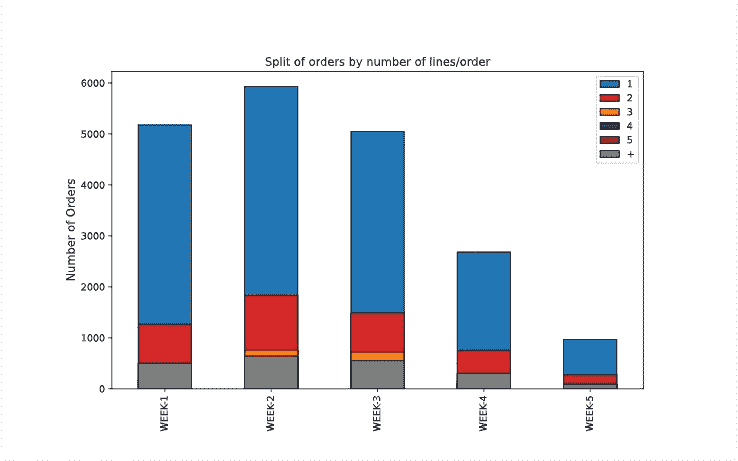 Split of orders by number of lines/order
6000
5000
4000
3000
2000
1000
0
Number of Orders
1
2
3
4
5
+
WEEK-1
WEEK-2
WEEK-3
WEEK-4
WEEK-5